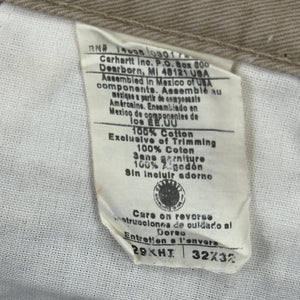 RN#
Carhartt Inc. P.O. Box 600
Dearborn, MI 48121 USA
Assembled in Mexico of USA
components. Assemblé au
mexique a partir de composants
Américains. Ensamblado en
Mexico de componentes de
los EE.UU
100% Cotton
Exclusive of Trimming
100% Coton
Sans garniture
100% Algodón
Sin incluir adorno
Care on reverse
Instrucciones de cuidado al
Dorso
Entretien a l'envers
29KHI 32X32